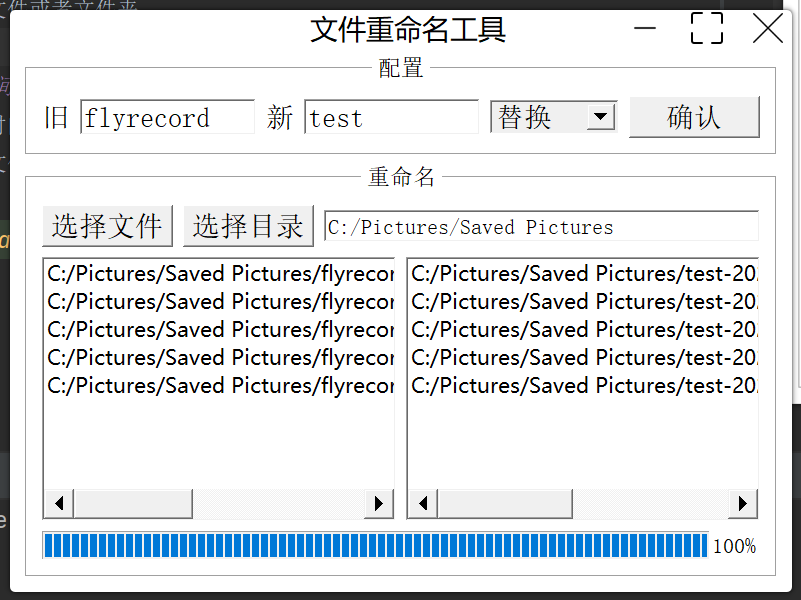 文件重命名工具
配置
旧 flyrecord 新 test 替换 确认
重命名
选择文件 选择目录 C:/Pictures/Saved Pictures
C:/Pictures/Saved Pictures/flyrecor C:/Pictures/Saved Pictures/test-20
C:/Pictures/Saved Pictures/flyrecor C:/Pictures/Saved Pictures/test-20
C:/Pictures/Saved Pictures/flyrecor C:/Pictures/Saved Pictures/test-20
C:/Pictures/Saved Pictures/flyrecor C:/Pictures/Saved Pictures/test-20
C:/Pictures/Saved Pictures/flyrecor C:/Pictures/Saved Pictures/test-20
100%